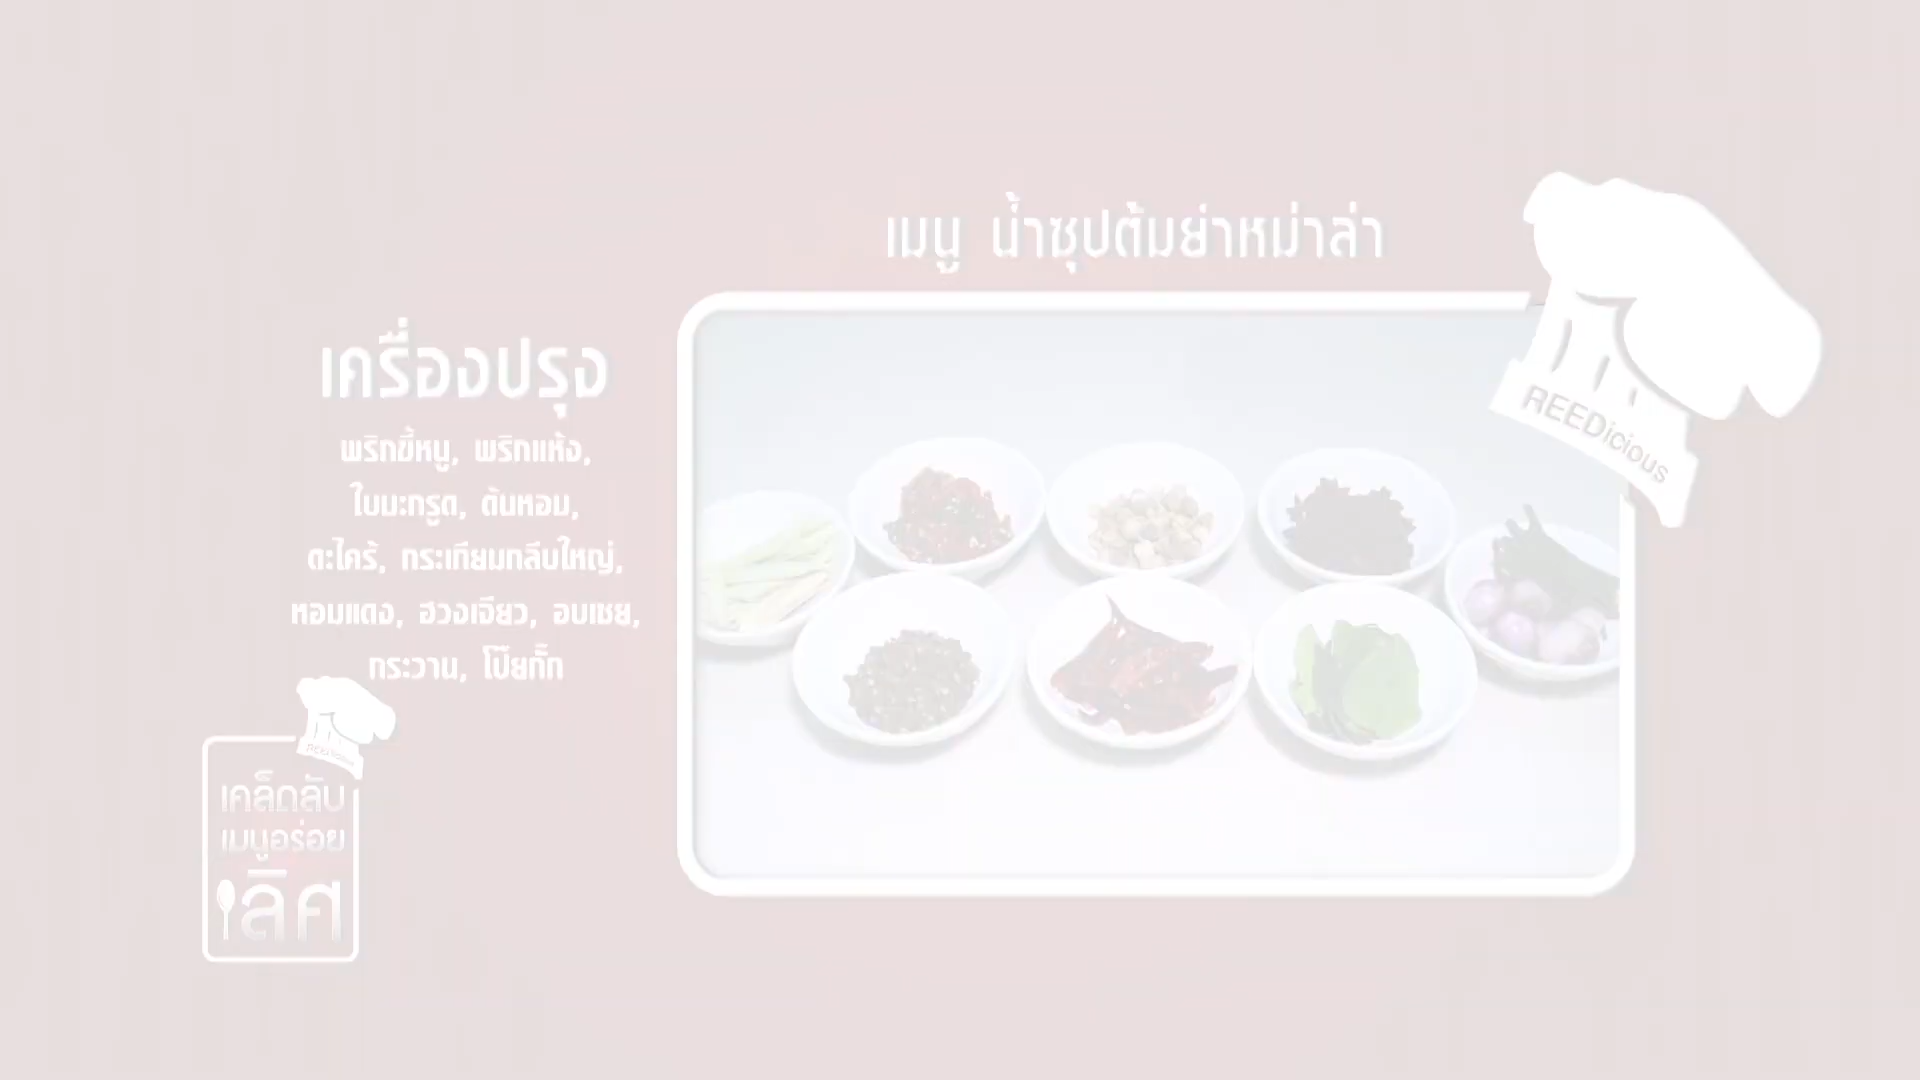 เมนู น้ำซุปต้มยำหม่าล่า
เครื่องปรุง
พริกขี้หนู, พริกแห้ง,
ใบมะกรูด, ต้นหอม,
ตะไคร้, กระเทียมกลีบใหญ่,
หอมแดง, ฮวงเจียว, อบเชย,
กระวาน, โป๊ยกั๊ก
REEDicious
REEDicious
เคล็ดลับ
เมนูอร่อย
เลิศ